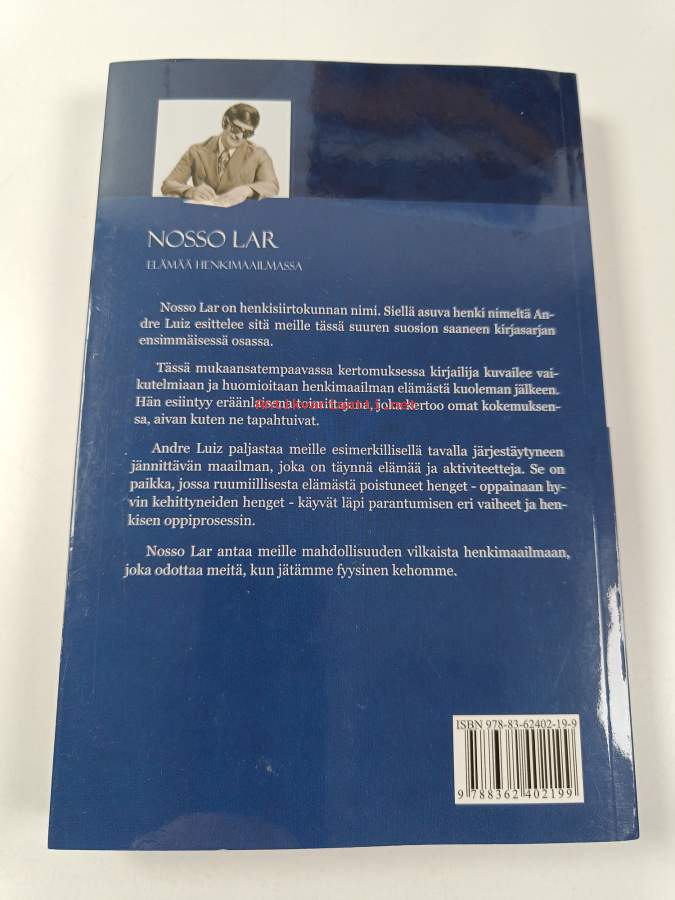 NOSSO LAR
ELÄMÄÄ HENKIMAAILMASSA
Nosso Lar on henkisiirtokunnan nimi. Siellä asuva henki nimeltä An-
dre Luiz esittelee sitä meille tässä suuren suosion saaneen kirjasarjan
ensimmäisessä osassa.
Tässä mukaansatempaavassa kertomuksessa kirjailija kuvailee vai-
kutelmiaan ja huomioitaan henkimaailman elämästä kuoleman jälkeen.
Hän esiintyy eräänlaisena toimittajana, joka kertoo omat kokemuksen-
sa, aivan kuten ne tapahtuivat.
Andre Luiz paljastaa meille esimerkillisellä tavalla järjestäytyneen
jännittävän maailman, joka on täynnä elämää ja aktiviteetteja. Se on
paikka, jossa ruumiillisesta elämästä poistuneet henget - oppainaan hy-
vin kehittyneiden henget - käyvät läpi parantumisen eri vaiheet ja hen-
kisen oppiprosessin.
Nosso Lar antaa meille mahdollisuuden vilkaista henkimaailmaan,
joka odottaa meitä, kun jätämme fyysinen kehomme.
ISBN 978-83-62402-19-9
9 788362 402199